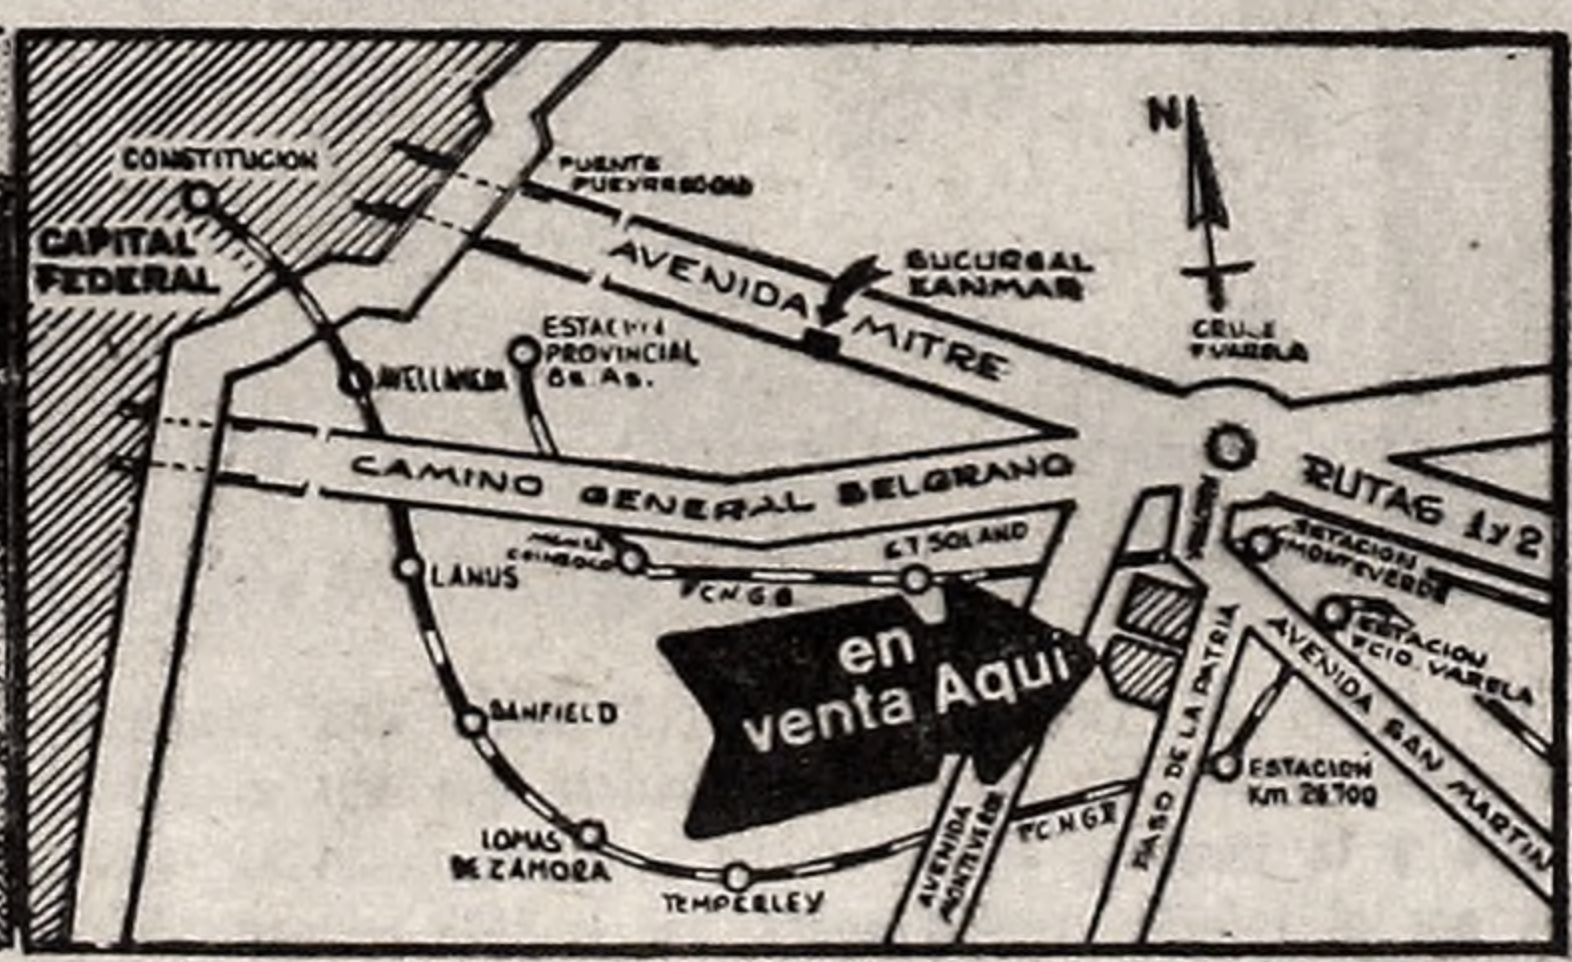 CONSTITUCION
CAPITAL
FEDERAL
PUENTE
PUEYRREDON
N
AVENIDA MITRE
SUCURSAL
KANMAR
CRUCE
F. VARELA
ESTACION
PROVINCIAL
Bs. As.
AVELLANEDA
CAMINO GENERAL BELGRANO
RUTAS 1 y 2
LANUS
F.C.N.G.B
ET. SOLANO
ESTACION
MONTEVERDE
ESTACION
FCIO. VARELA
en
venta Aqui
AVENIDA SAN MARTIN
PASO DE LA PATRIA
BANFIELD
ESTACION
Km. 26.700
LOMAS
DE ZAMORA
TEMPERLEY
AVENIDA
MONTEVERDE
F.C.N.G.B